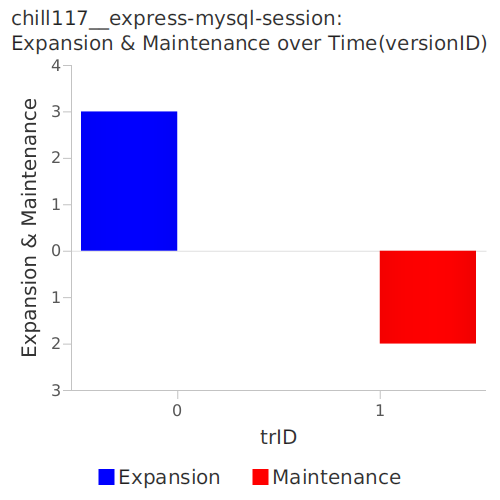 chill117__express-mysql-session:
Expansion & Maintenance over Time(versionID)
Expansion & Maintenance
4
3
2
1
0
1
2
3
0 1
trID
Expansion Maintenance